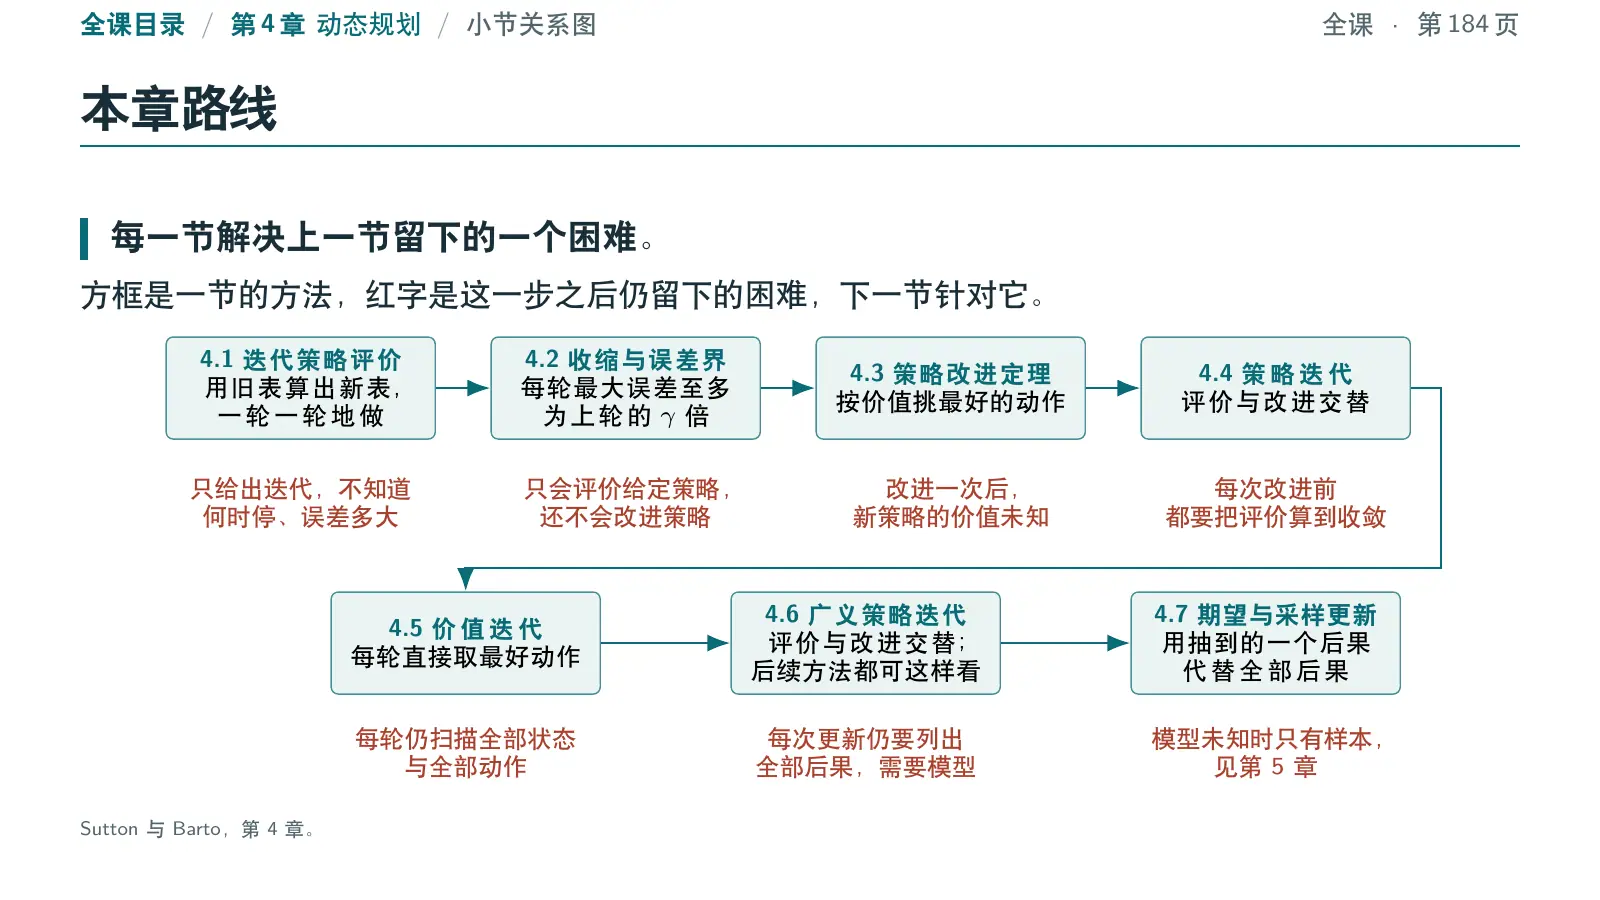 全课目录 / 第 4 章 动态规划 / 小节关系图
全课 · 第 184 页
本章路线
每一节解决上一节留下的一个困难。
方框是一节的方法，红字是这一步之后仍留下的困难，下一节针对它。
4.1 迭代策略评价
用旧表算出新表，
一轮一轮地做
4.2 收缩与误差界
每轮最大误差至多
为上轮的 γ 倍
4.3 策略改进定理
按价值挑最好的动作
4.4 策略迭代
评价与改进交替
只给出迭代，不知道
何时停、误差多大
只会评价给定策略，
还不会改进策略
改进一次后，
新策略的价值未知
每次改进前
都要把评价算到收敛
4.5 价值迭代
每轮直接取最好动作
4.6 广义策略迭代
评价与改进交替；
后续方法都可这样看
4.7 期望与采样更新
用抽到的一个后果
代替全部后果
每轮仍扫描全部状态
与全部动作
每次更新仍要列出
全部后果，需要模型
模型未知时只有样本，
见第 5 章
Sutton 与 Barto，第 4 章。